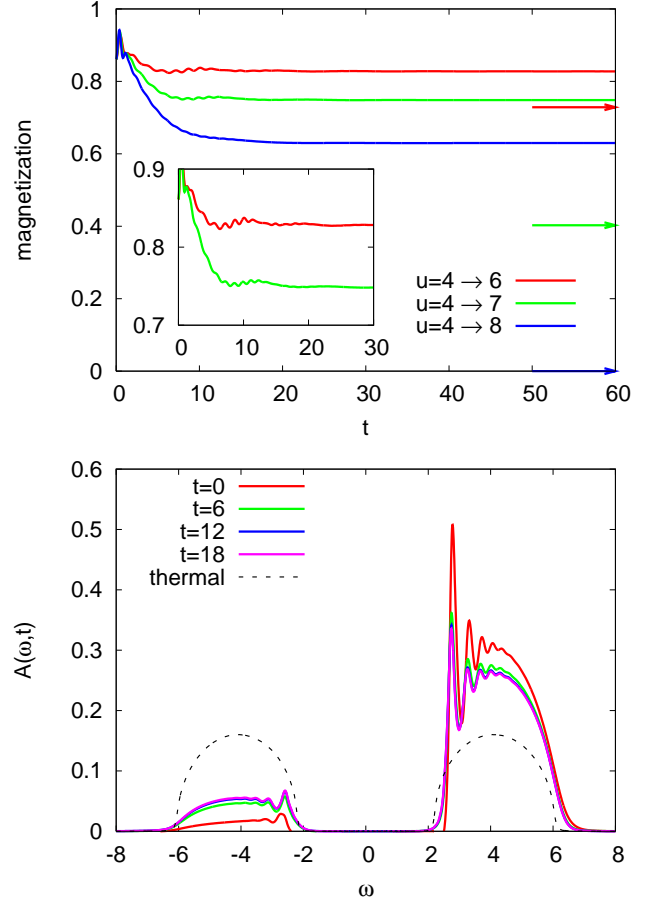 1
0.8
0.6
0.4
0.2
0
magnetization
0.9
0.8
0.7
0 10 20 30
u=4 → 6
u=4 → 7
u=4 → 8
0 10 20 30 40 50 60
t
0.6
0.5
0.4
0.3
0.2
0.1
0
A(ω,t)
t=0
t=6
t=12
t=18
thermal
-8 -6 -4 -2 0 2 4 6 8
ω